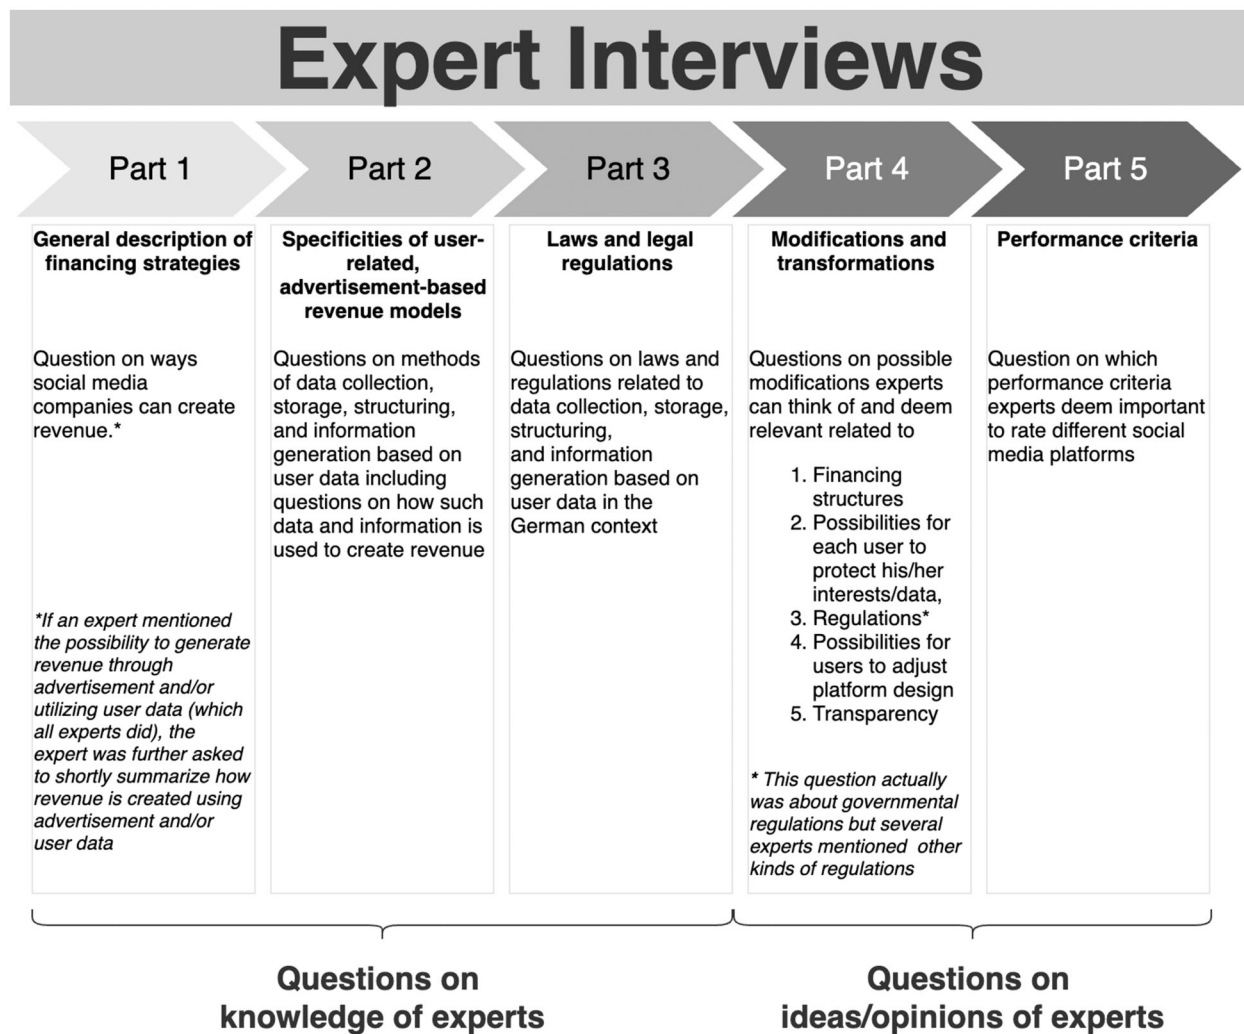 Expert Interviews
Part 1
Part 2
Part 3
Part 4
Part 5
General description of
financing strategies
Question on ways
social media
companies can create
revenue.*
*If an expert mentioned
the possibility to generate
revenue through
advertisement and/or
utilizing user data (which
all experts did), the
expert was further asked
to shortly summarize how
revenue is created using
advertisement and/or
user data
Specificities of user-
related,
advertisement-based
revenue models
Questions on methods
of data collection,
storage, structuring,
and information
generation based on
user data including
questions on how such
data and information is
used to create revenue
Laws and legal
regulations
Questions on laws and
regulations related to
data collection, storage,
structuring,
and information
generation based on
user data in the
German context
Modifications and
transformations
Questions on possible
modifications experts
can think of and deem
relevant related to
1. Financing
structures
2. Possibilities for
each user to
protect his/her
interests/data,
3. Regulations*
4. Possibilities for
users to adjust
platform design
5. Transparency
* This question actually
was about governmental
regulations but several
experts mentioned other
kinds of regulations
Performance criteria
Question on which
performance criteria
experts deem important
to rate different social
media platforms
Questions on
knowledge of experts
Questions on
ideas/opinions of experts